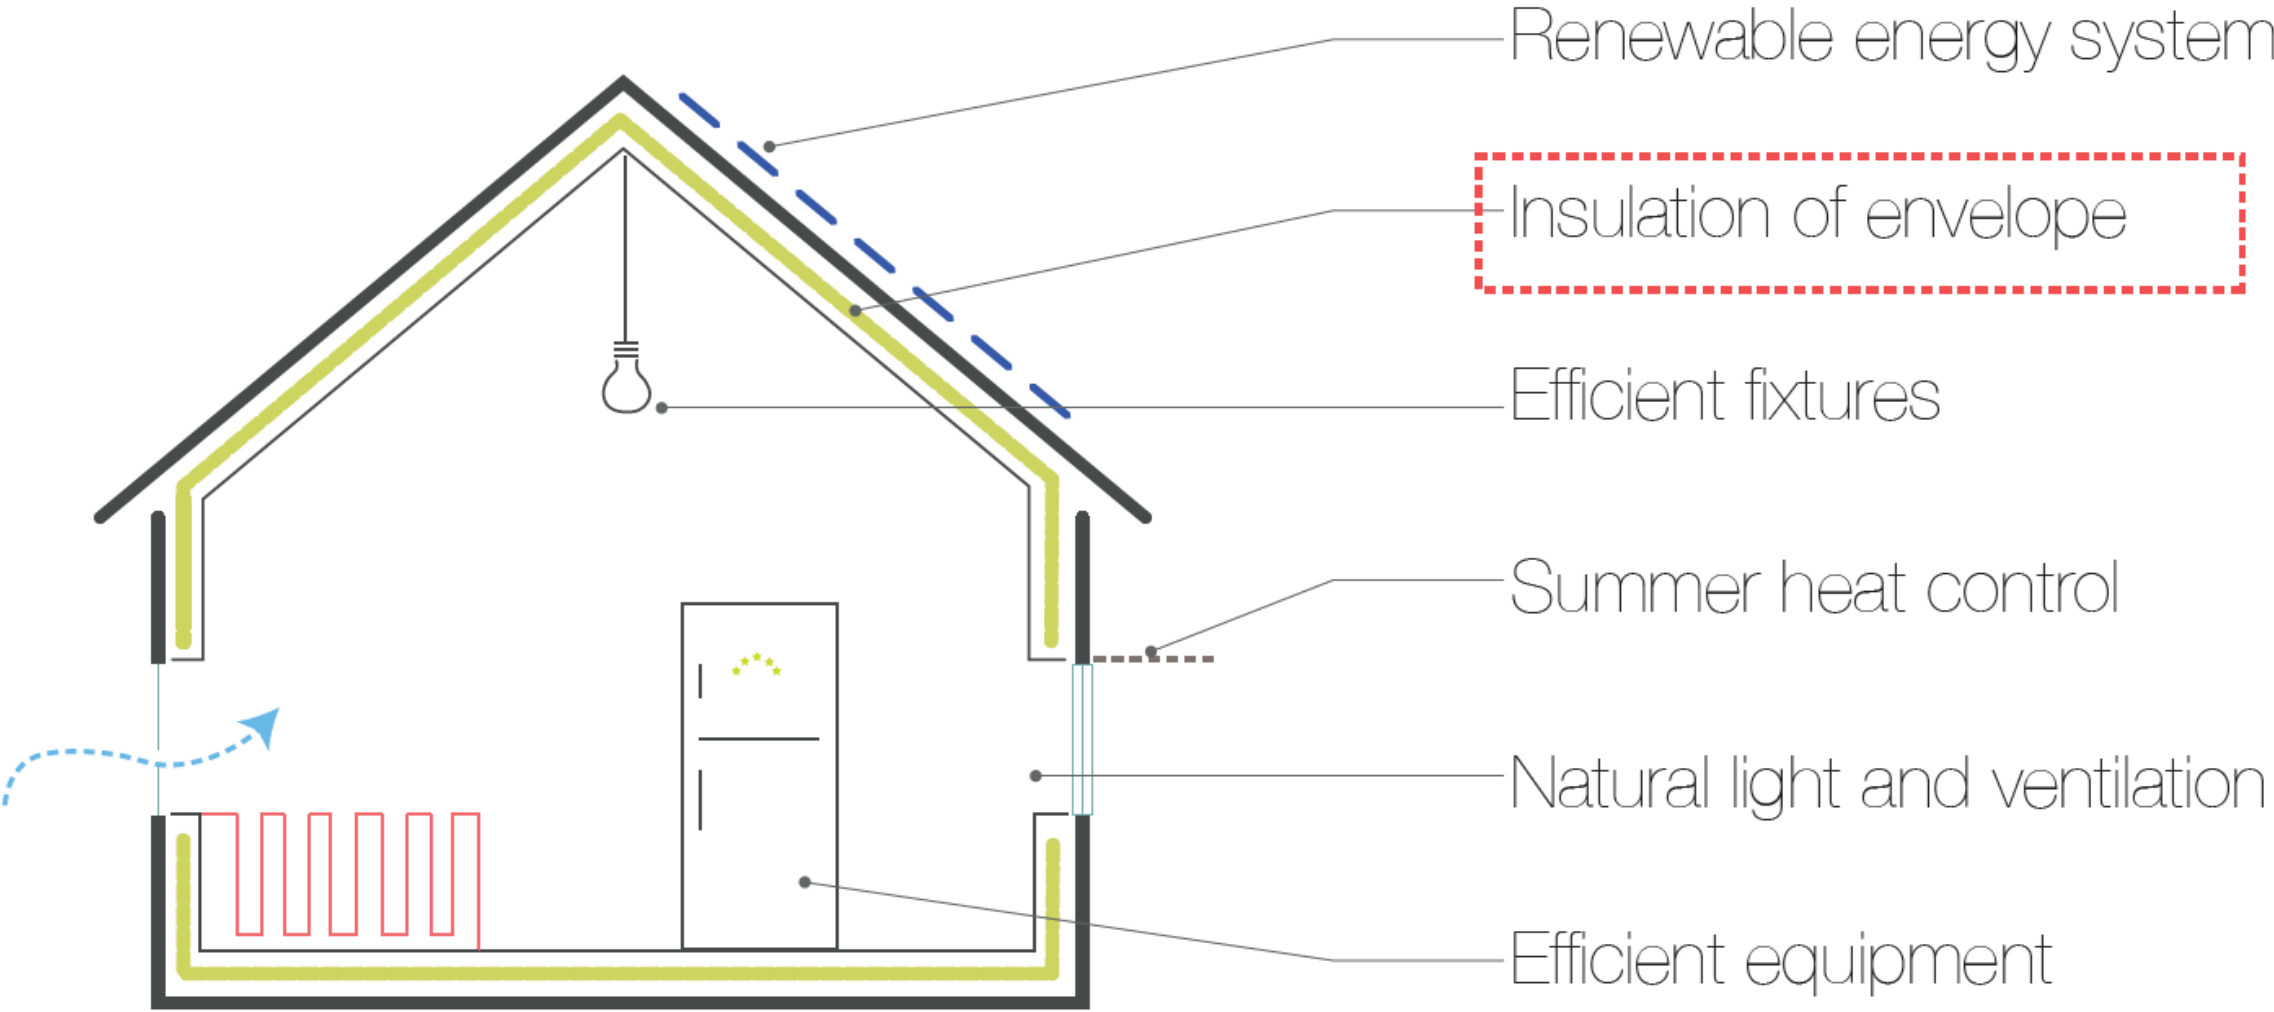 Renewable energy system
Insulation of envelope
Efficient fixtures
Summer heat control
Natural light and ventilation
Efficient equipment